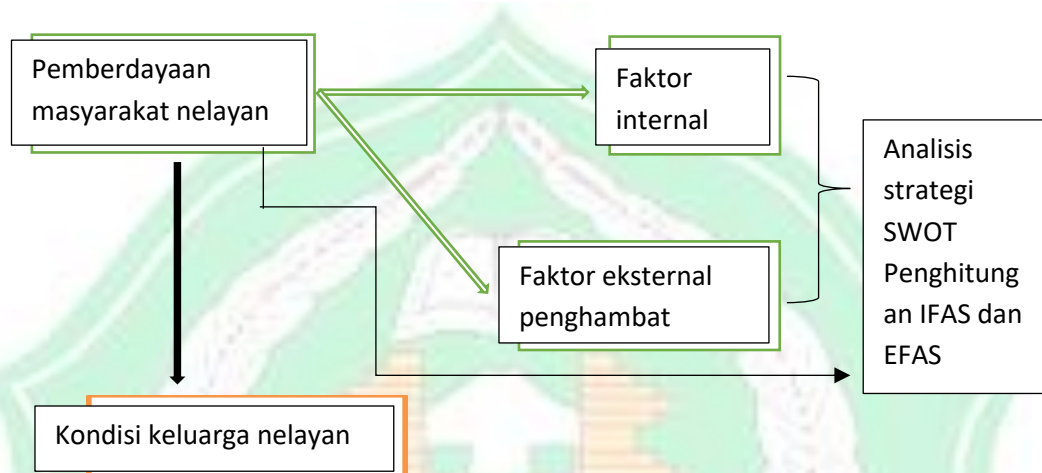 Pemberdayaan
masyarakat nelayan
Faktor
internal
Analisis
strategi
SWOT
Penghitung
an IFAS dan
EFAS
Faktor eksternal
penghambat
Kondisi keluarga nelayan